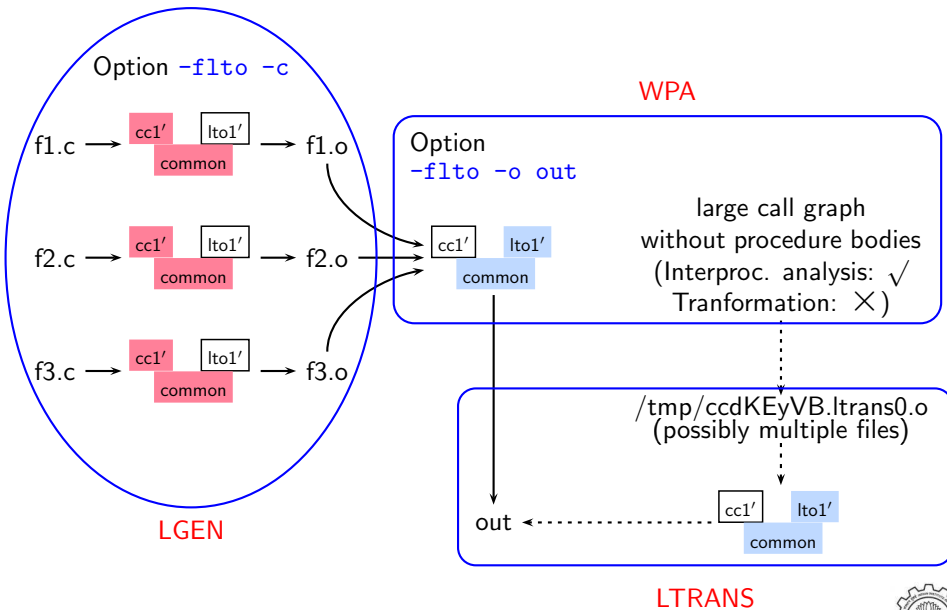 Option -flto -c
f1.c
cc1′
lto1′
common
f1.o
f2.c
cc1′
lto1′
common
f2.o
f3.c
cc1′
lto1′
common
f3.o
LGEN
WPA
Option
-flto -o out
cc1′
lto1′
common
large call graph
without procedure bodies
(Interproc. analysis: √
Tranformation: ×)
/tmp/ccdKEyVB.ltrans0.o
(possibly multiple files)
cc1′
lto1′
common
out
LTRANS